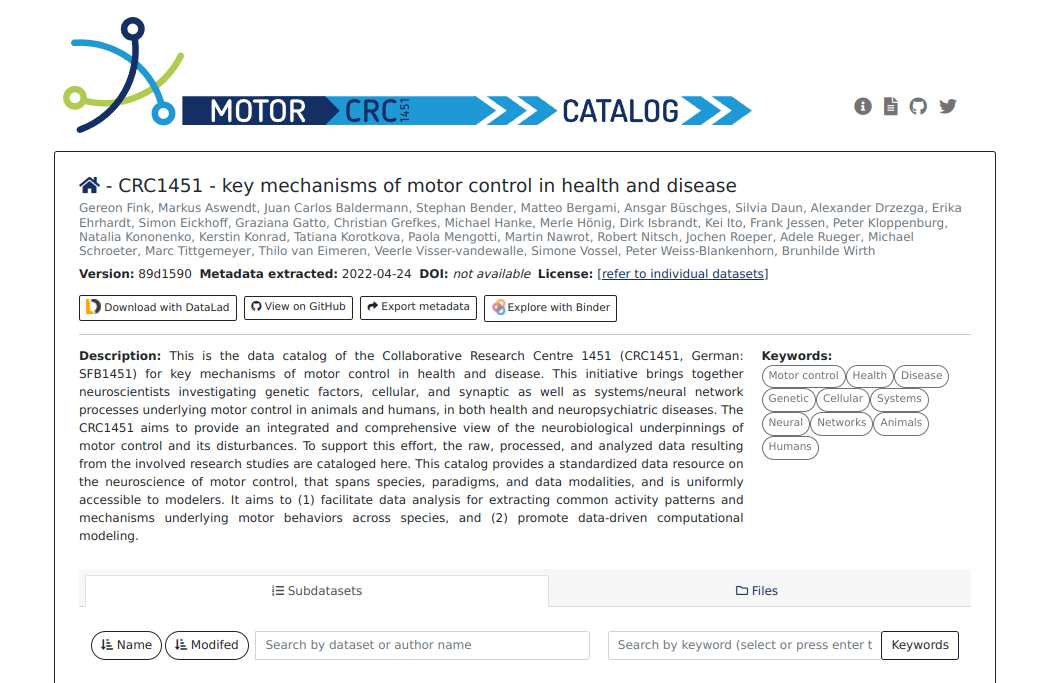 MOTOR CRC 1451 CATALOG
- CRC1451 - key mechanisms of motor control in health and disease
Gereon Fink, Markus Aswendt, Juan Carlos Baldermann, Stephan Bender, Matteo Bergami, Ansgar Büschges, Silvia Daun, Alexander Drzezga, Erika
Ehrhardt, Simon Eickhoff, Graziana Gatto, Christian Grefkes, Michael Hanke, Merle Hönig, Dirk Isbrandt, Kei Ito, Frank Jessen, Peter Kloppenburg,
Natalia Kononenko, Kerstin Konrad, Tatiana Korotkova, Paola Mengotti, Martin Nawrot, Robert Nitsch, Jochen Roeper, Adele Rueger, Michael
Schroeter, Marc Tittgemeyer, Thilo van Eimeren, Veerle Visser-vandewalle, Simone Vossel, Peter Weiss-Blankenhorn, Brunhilde Wirth
Version: 89d1590 Metadata extracted: 2022-04-24 DOI: not available License: [refer to individual datasets]
Download with DataLad View on GitHub Export metadata Explore with Binder
Description: This is the data catalog of the Collaborative Research Centre 1451 (CRC1451, German:
SFB1451) for key mechanisms of motor control in health and disease. This initiative brings together
neuroscientists investigating genetic factors, cellular, and synaptic as well as systems/neural network
processes underlying motor control in animals and humans, in both health and neuropsychiatric diseases. The
CRC1451 aims to provide an integrated and comprehensive view of the neurobiological underpinnings of
motor control and its disturbances. To support this effort, the raw, processed, and analyzed data resulting
from the involved research studies are cataloged here. This catalog provides a standardized data resource on
the neuroscience of motor control, that spans species, paradigms, and data modalities, and is uniformly
accessible to modelers. It aims to (1) facilitate data analysis for extracting common activity patterns and
mechanisms underlying motor behaviors across species, and (2) promote data-driven computational
modeling.
Keywords:
Motor control Health Disease
Genetic Cellular Systems
Neural Networks Animals
Humans
Subdatasets Files
Name Modifed Search by dataset or author name Search by keyword (select or press enter t Keywords